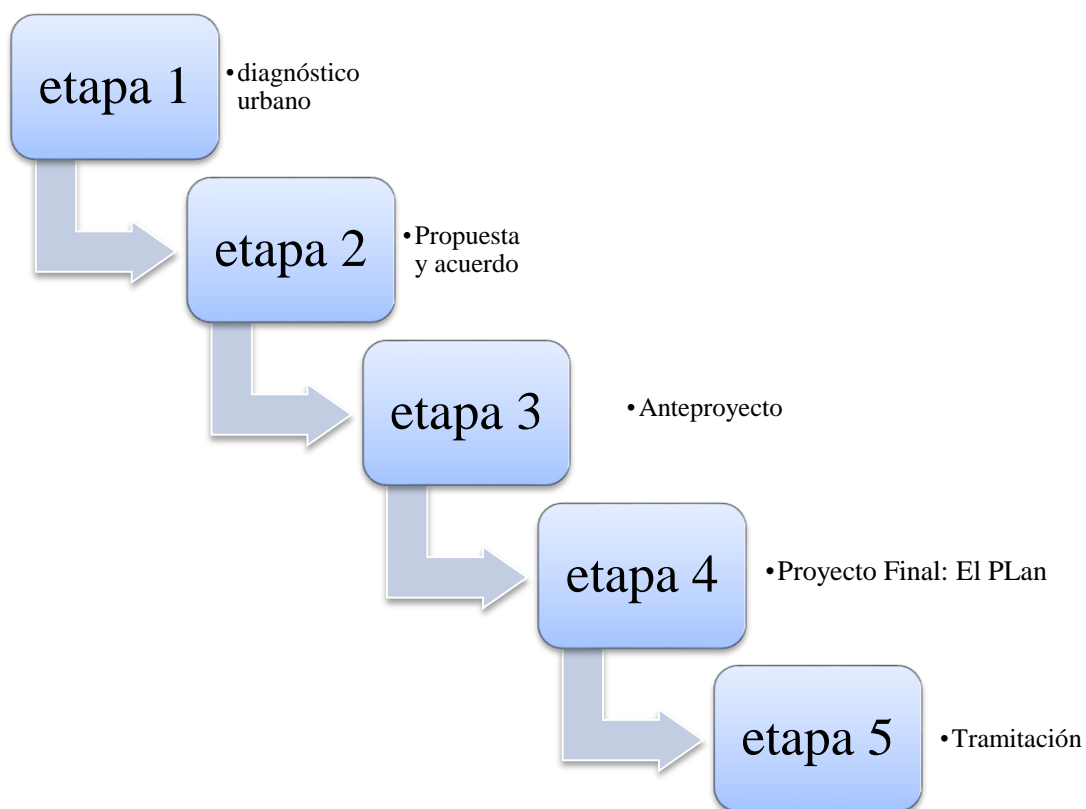 etapa 1
•diagnóstico
urbano
etapa 2
•Propuesta
y acuerdo
etapa 3
•Anteproyecto
etapa 4
•Proyecto Final: El PLan
etapa 5
•Tramitación